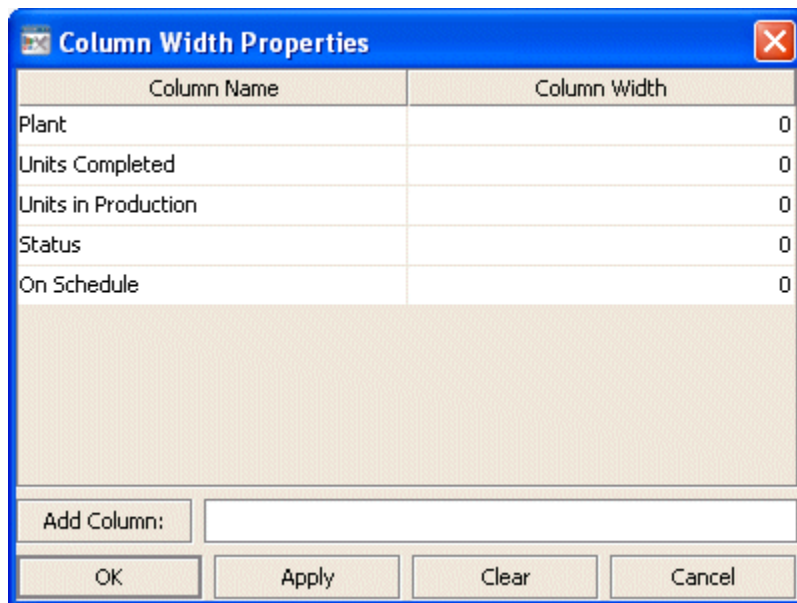 Column Width Properties
Column Name Column Width
Plant 0
Units Completed 0
Units in Production 0
Status 0
On Schedule 0
Add Column:
OK Apply Clear Cancel